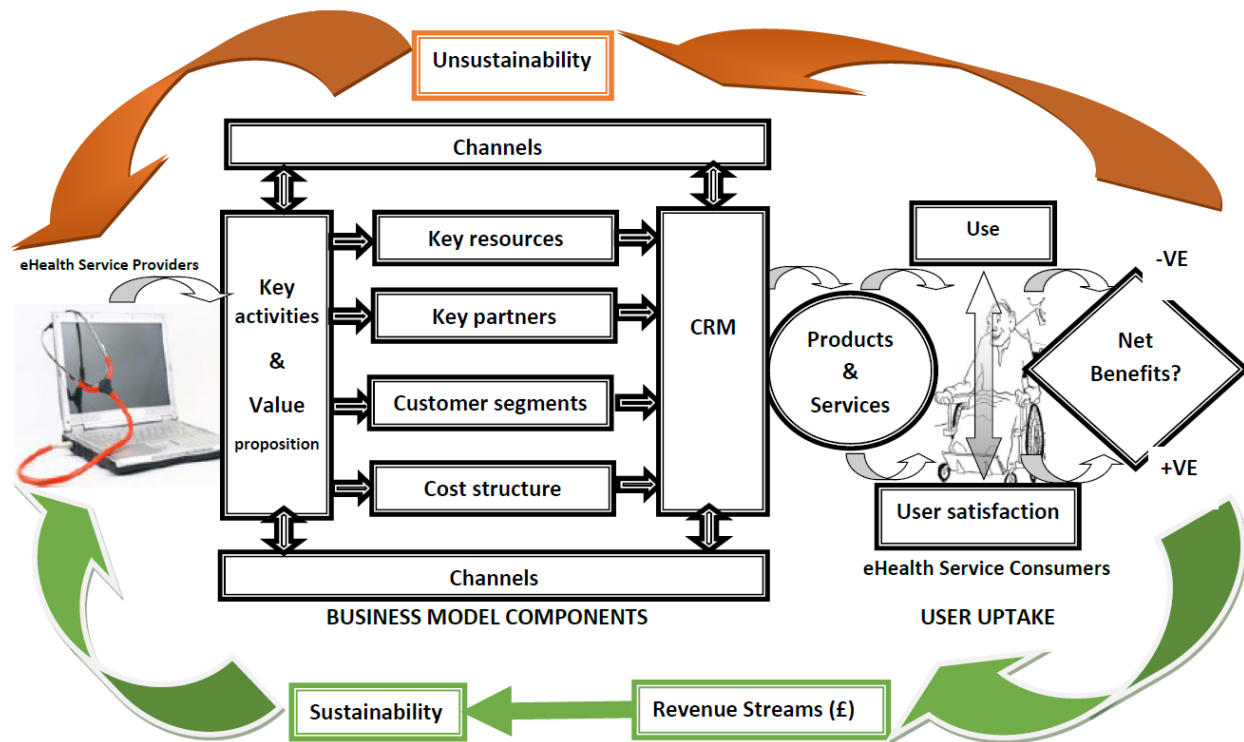 Unsustainability
Channels
eHealth Service Providers
Key
activities
&
Value
proposition
Key resources
Key partners
Customer segments
Cost structure
CRM
Products
&
Services
Use
User satisfaction
eHealth Service Consumers
-VE
Net
Benefits?
+VE
Channels
BUSINESS MODEL COMPONENTS
USER UPTAKE
Sustainability
Revenue Streams (£)